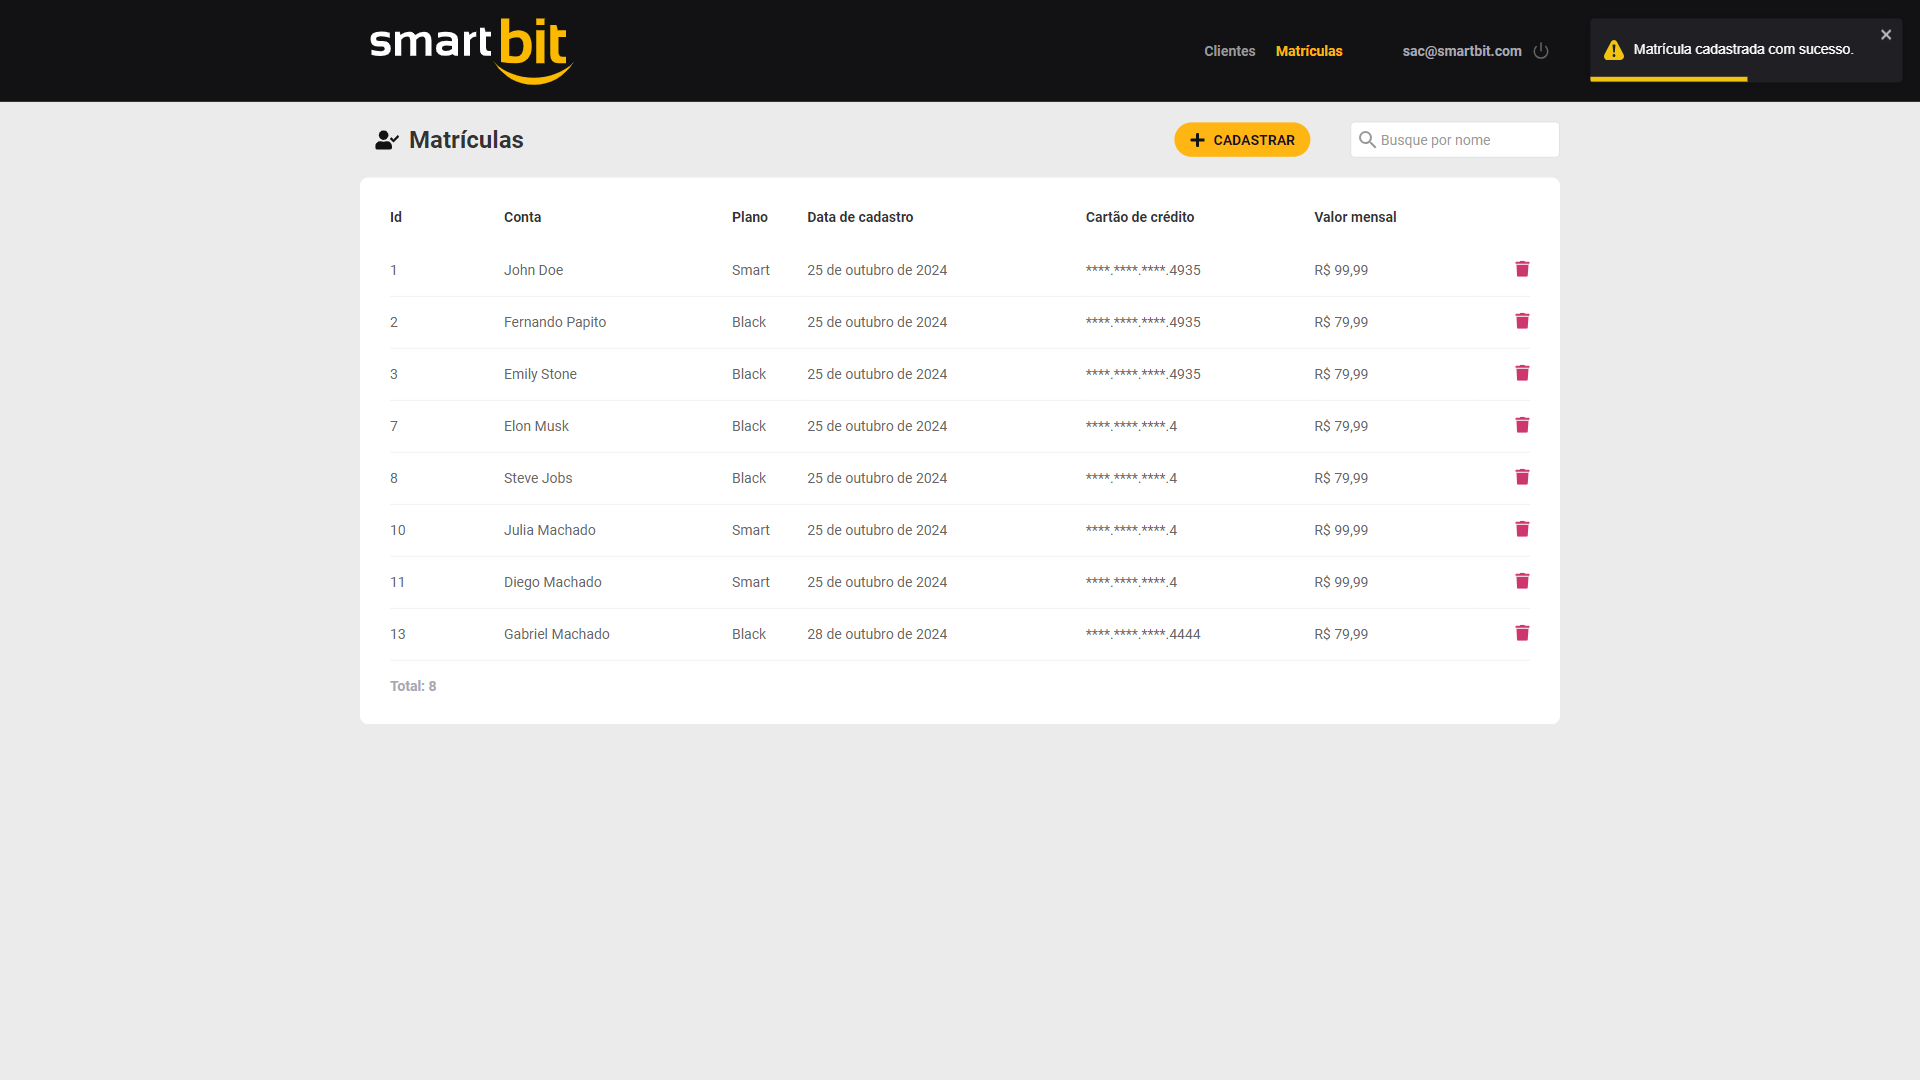 smartbit
Clientes Matrículas sac@smartbit.com
Matrícula cadastrada com sucesso.
Matrículas
CADASTRAR
Busque por nome
Id Conta Plano Data de cadastro Cartão de crédito Valor mensal
1 John Doe Smart 25 de outubro de 2024 ****.****.****.4935 R$ 99,99
2 Fernando Papito Black 25 de outubro de 2024 ****.****.****.4935 R$ 79,99
3 Emily Stone Black 25 de outubro de 2024 ****.****.****.4935 R$ 79,99
7 Elon Musk Black 25 de outubro de 2024 ****.****.****.4 R$ 79,99
8 Steve Jobs Black 25 de outubro de 2024 ****.****.****.4 R$ 79,99
10 Julia Machado Smart 25 de outubro de 2024 ****.****.****.4 R$ 99,99
11 Diego Machado Smart 25 de outubro de 2024 ****.****.****.4 R$ 99,99
13 Gabriel Machado Black 28 de outubro de 2024 ****.****.****.4444 R$ 79,99
Total: 8